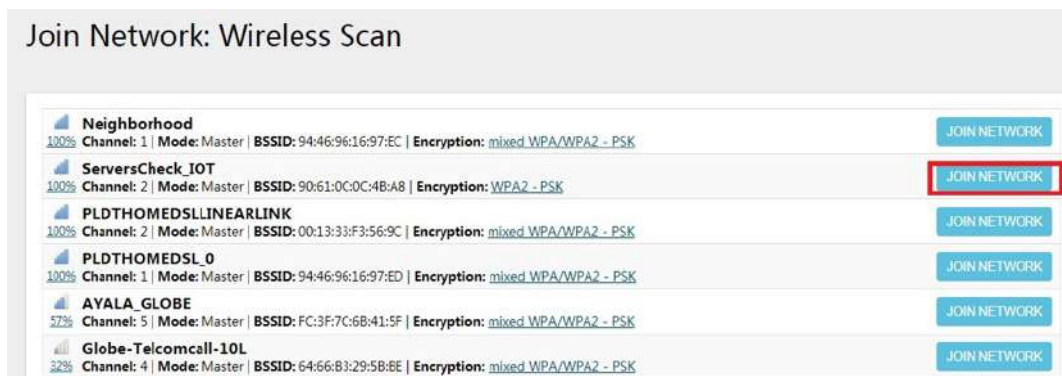 Join Network: Wireless Scan
Neighborhood
JOIN NETWORK
100% Channel: 1 | Mode: Master | BSSID: 94:46:96:16:97:EC | Encryption: mixed WPA/WPA2 - PSK
ServersCheck_IOT
JOIN NETWORK
100% Channel: 2 | Mode: Master | BSSID: 90:61:0C:0C:4B:A8 | Encryption: WPA2 - PSK
PLDTHOMEDSLLINEARLINK
JOIN NETWORK
100% Channel: 2 | Mode: Master | BSSID: 00:13:33:F3:56:9C | Encryption: mixed WPA/WPA2 - PSK
PLDTHOMEDSL_0
JOIN NETWORK
100% Channel: 1 | Mode: Master | BSSID: 94:46:96:16:97:ED | Encryption: mixed WPA/WPA2 - PSK
AYALA_GLOBE
JOIN NETWORK
57% Channel: 5 | Mode: Master | BSSID: FC:3F:7C:6B:41:5F | Encryption: mixed WPA/WPA2 - PSK
Globe-Telcomcall-10L
JOIN NETWORK
32% Channel: 4 | Mode: Master | BSSID: 64:66:B3:29:5B:BE | Encryption: mixed WPA/WPA2 - PSK